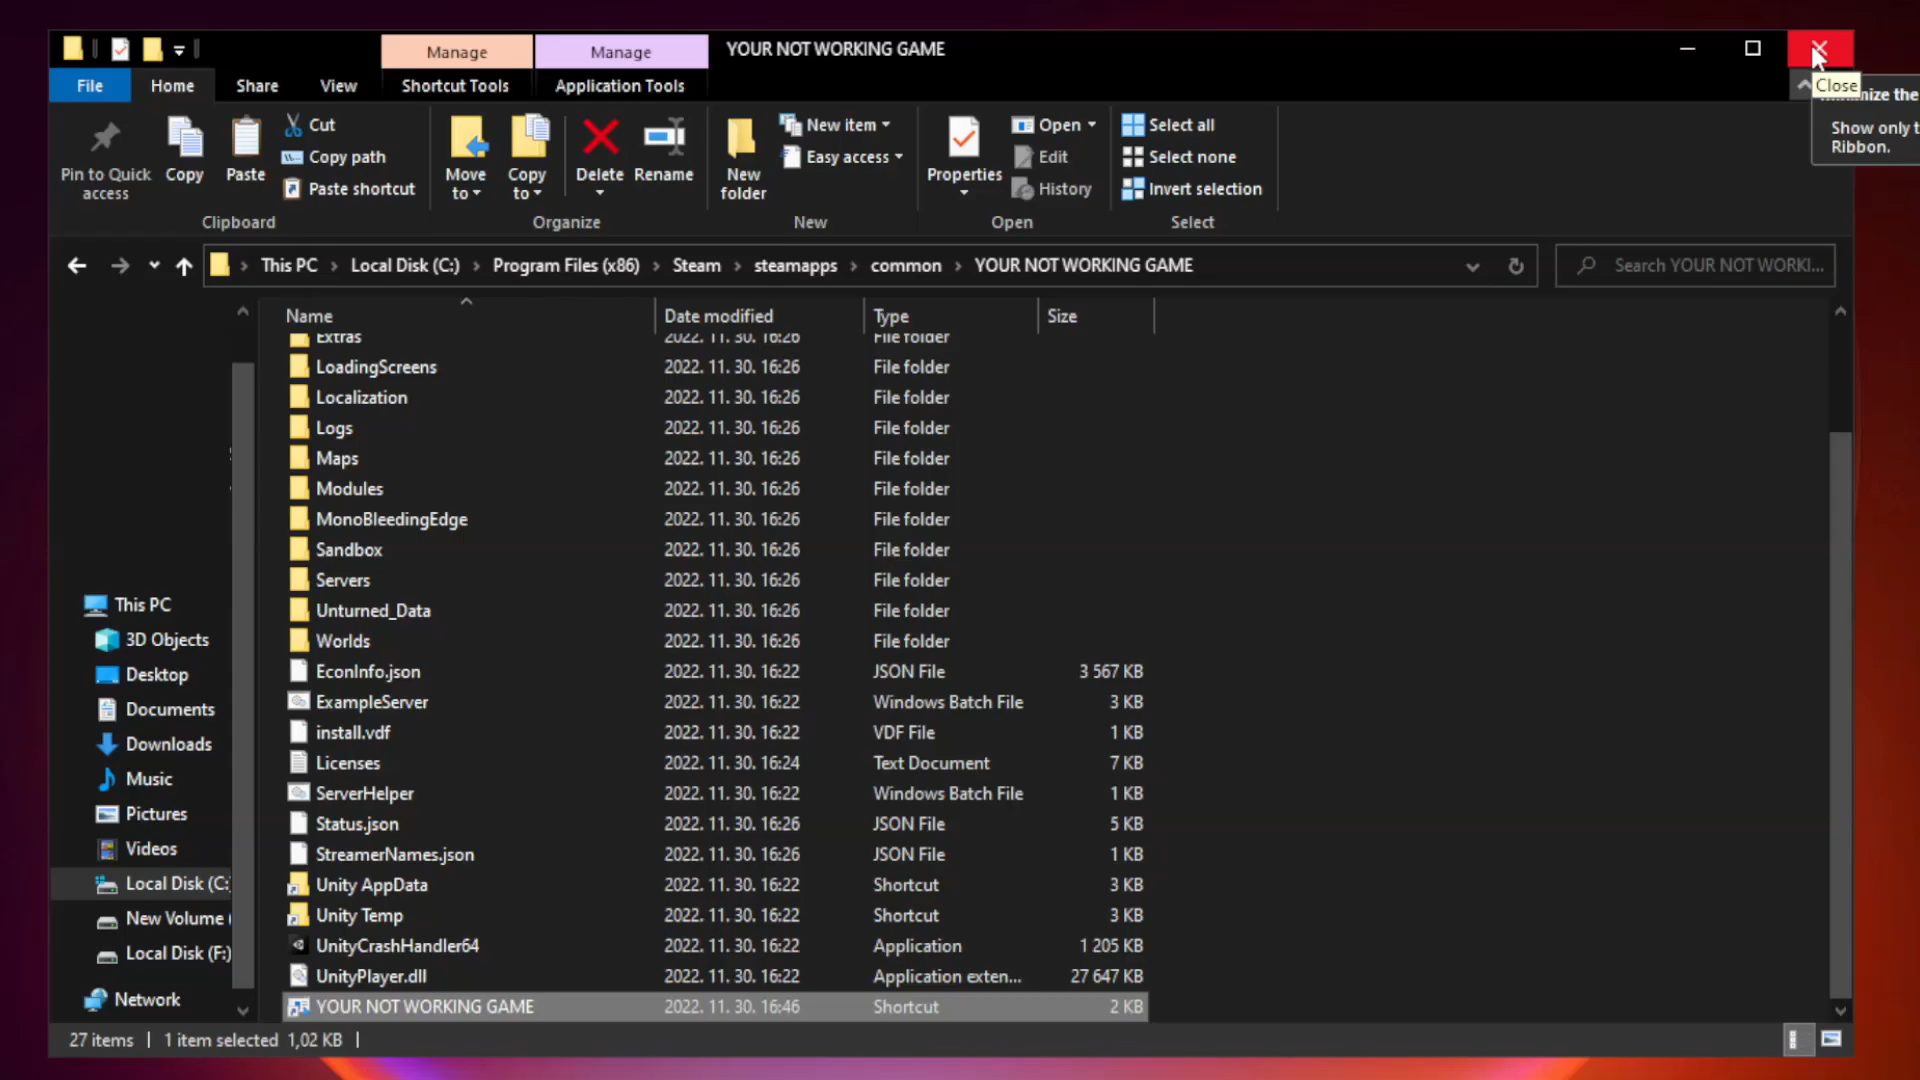 Manage
Manage
YOUR NOT WORKING GAME
File
Home
Share
View
Shortcut Tools
Application Tools
Close
the
Show only
Ribbon.
Pin to Quick
access
Copy
Paste
Cut
Copy path
Paste shortcut
Clipboard
Move
to
Copy
to
Delete
Rename
Organize
New
folder
New item
Easy access
New
Properties
Open
Edit
History
Open
Select all
Select none
Invert selection
Select
This PC
Local Disk (C:)
Program Files (x86)
Steam
steamapps
common
YOUR NOT WORKING GAME
Search YOUR NOT WORKI...
Name
Date modified
Type
Size
Extras 2022. 11. 30. 16:26 File folder
LoadingScreens 2022. 11. 30. 16:26 File folder
Localization 2022. 11. 30. 16:26 File folder
Logs 2022. 11. 30. 16:26 File folder
Maps 2022. 11. 30. 16:26 File folder
Modules 2022. 11. 30. 16:26 File folder
MonoBleedingEdge 2022. 11. 30. 16:26 File folder
Sandbox 2022. 11. 30. 16:26 File folder
Servers 2022. 11. 30. 16:26 File folder
Unturned_Data 2022. 11. 30. 16:26 File folder
Worlds 2022. 11. 30. 16:26 File folder
EconInfo.json 2022. 11. 30. 16:22 JSON File 3 567 KB
ExampleServer 2022. 11. 30. 16:22 Windows Batch File 3 KB
install.vdf 2022. 11. 30. 16:22 VDF File 1 KB
Licenses 2022. 11. 30. 16:24 Text Document 7 KB
ServerHelper 2022. 11. 30. 16:22 Windows Batch File 1 KB
Status.json 2022. 11. 30. 16:26 JSON File 5 KB
StreamerNames.json 2022. 11. 30. 16:26 JSON File 1 KB
Unity AppData 2022. 11. 30. 16:22 Shortcut 3 KB
Unity Temp 2022. 11. 30. 16:22 Shortcut 3 KB
UnityCrashHandler64 2022. 11. 30. 16:22 Application 1 205 KB
UnityPlayer.dll 2022. 11. 30. 16:22 Application exten... 27 647 KB
YOUR NOT WORKING GAME 2022. 11. 30. 16:46 Shortcut 2 KB
This PC
3D Objects
Desktop
Documents
Downloads
Music
Pictures
Videos
Local Disk (C:
New Volume (
Local Disk (F:)
Network
27 items
1 item selected 1,02 KB